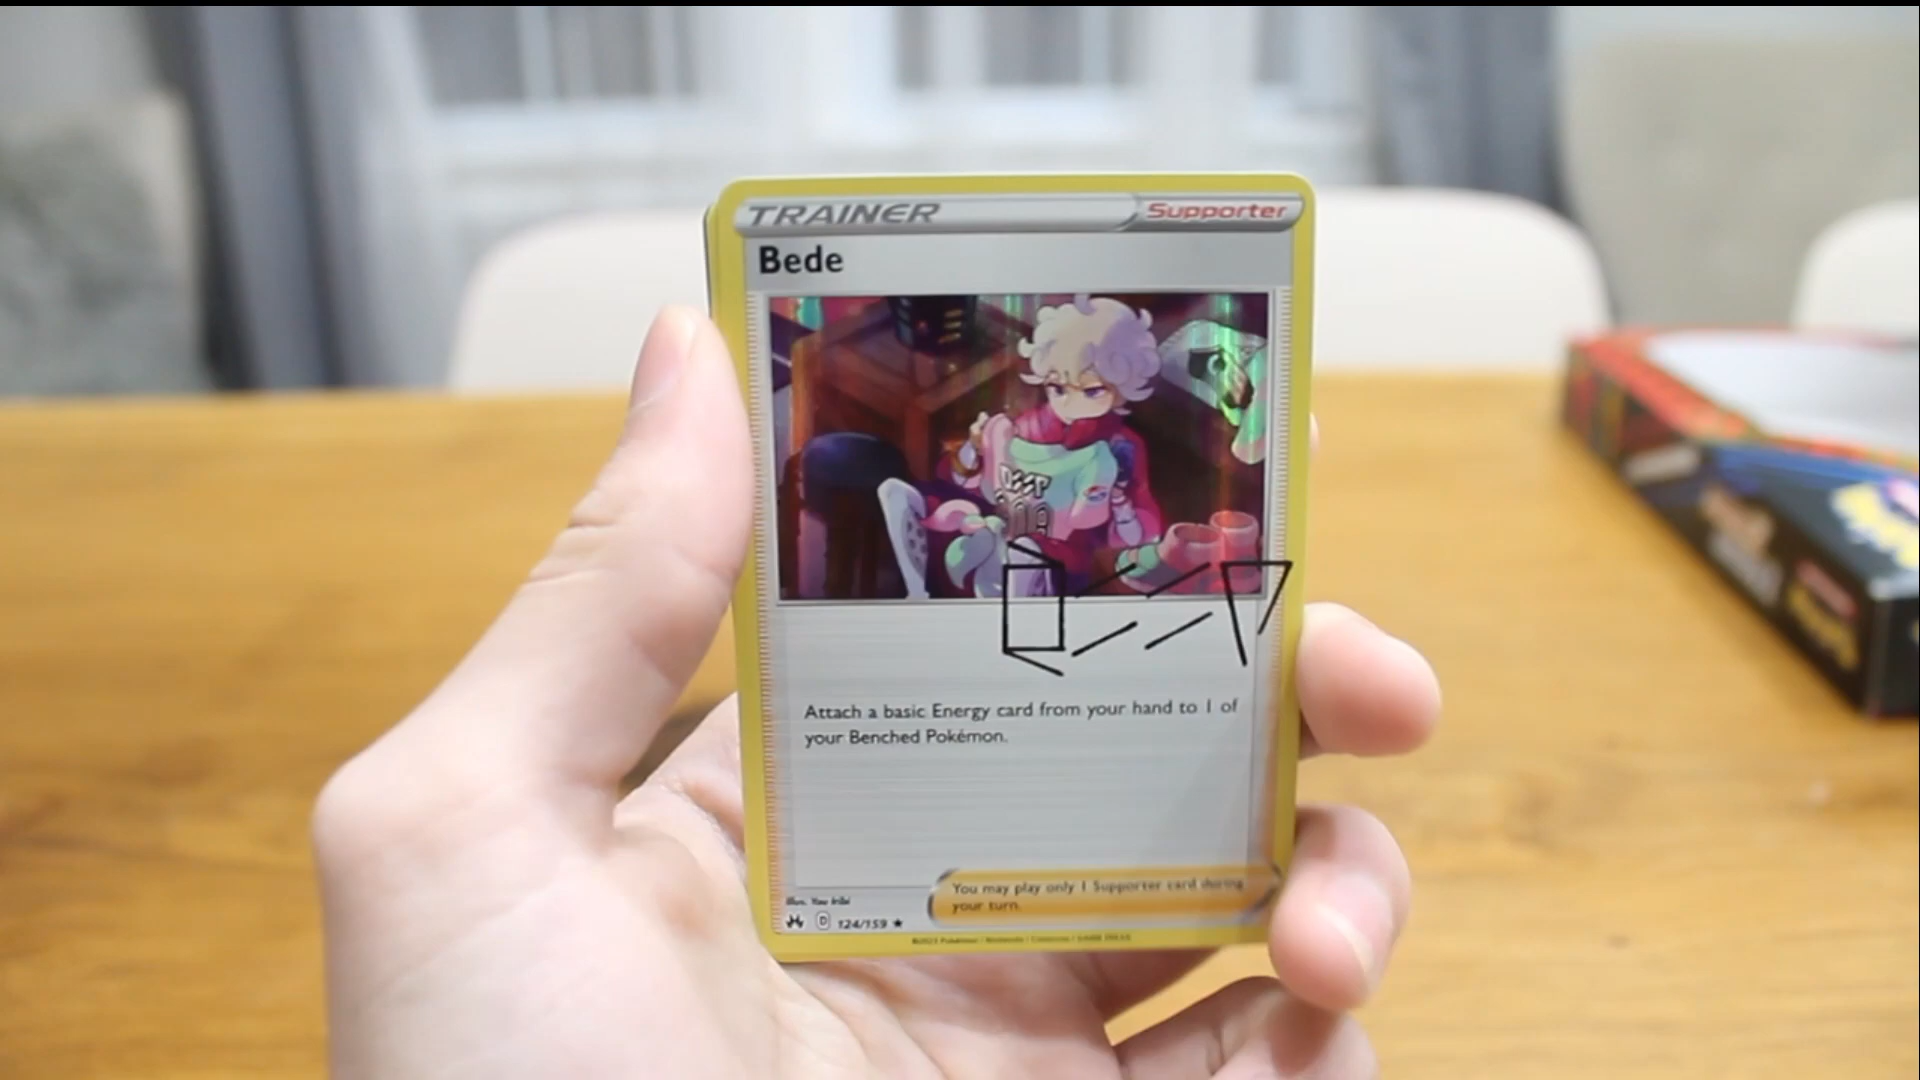 TRAINER Supporter
Bede
Attach a basic Energy card from your hand to 1 of
your Benched Pokémon.
You may play only 1 Supporter card during
your turn.
Illus. You Iribi
D 124/159 ★